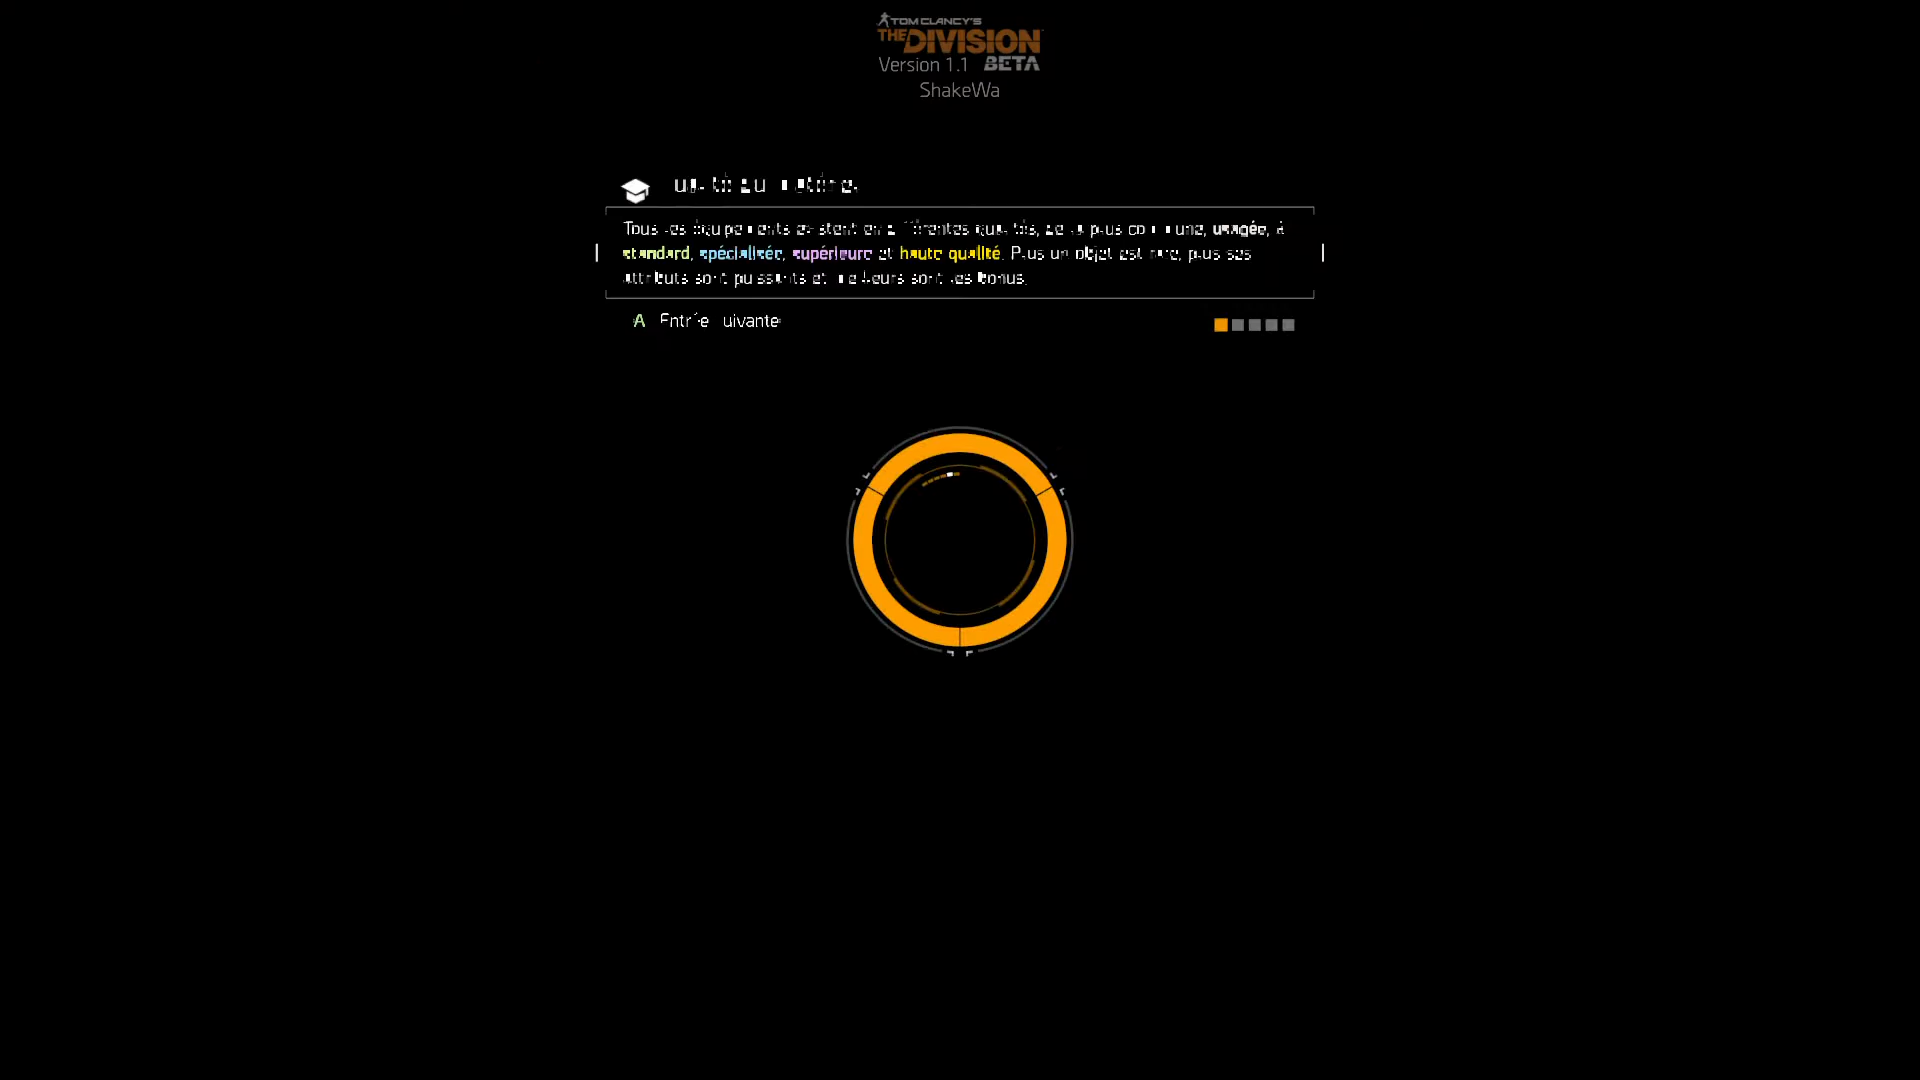 TOM CLANCY'S
THE DIVISION
Version 1.1 BETA
ShakeWa
Tous les équipements existent en différentes qualités, de la plus commune, usagée, à
standard, spécialisée, supérieure et haute qualité. Plus un objet est rare, plus ses
attributs sont puissants et meilleurs sont les bonus.
A Entrée suivante